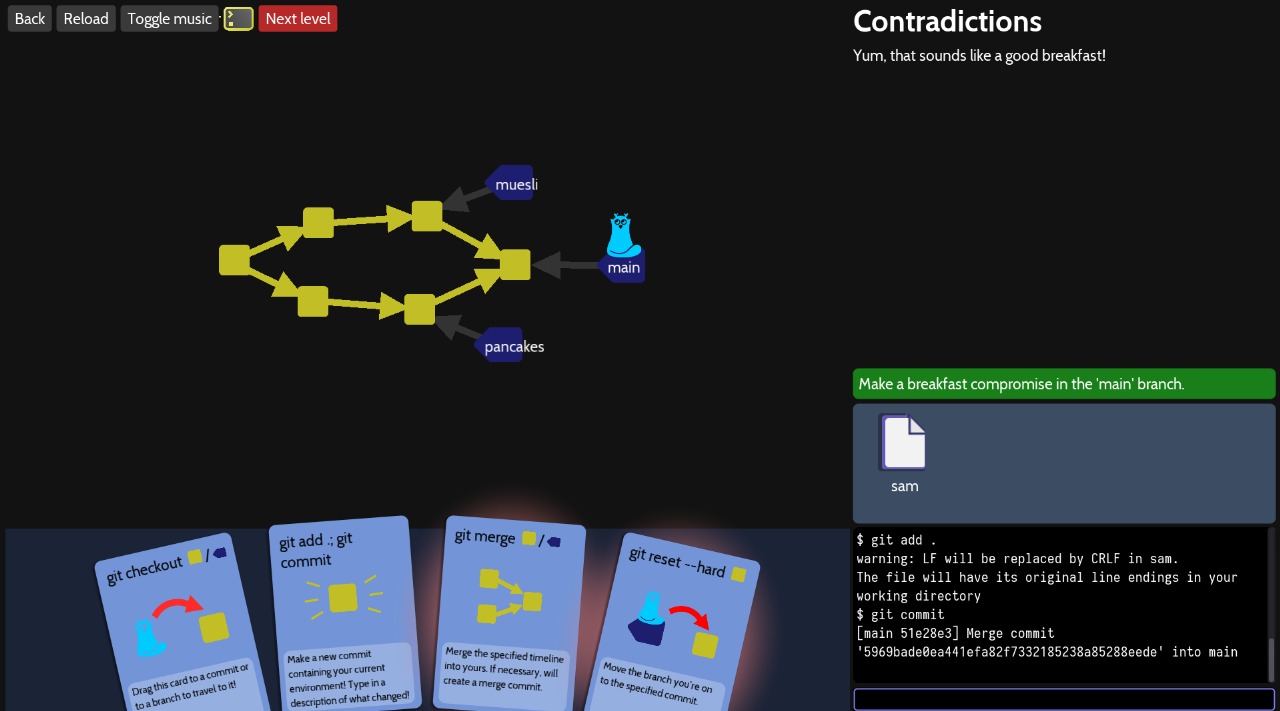 Back
Reload
Toggle music
Next level
Contradictions
Yum, that sounds like a good breakfast!
muesli
main
pancakes
Make a breakfast compromise in the 'main' branch.
sam
git checkout /
Drag this card to a commit or
to a branch to travel to it!
git add .; git
commit
Make a new commit
containing your current
environment! Type in a
description of what changed!
git merge /
Merge the specified timeline
into yours. If necessary, will
create a merge commit.
git reset --hard
Move the branch you're on
to the specified commit.
$ git add .
warning: LF will be replaced by CRLF in sam.
The file will have its original line endings in your
working directory
$ git commit
[main 51e28e3] Merge commit
'5969bade0ea441efa82f7332185238a85288eede' into main